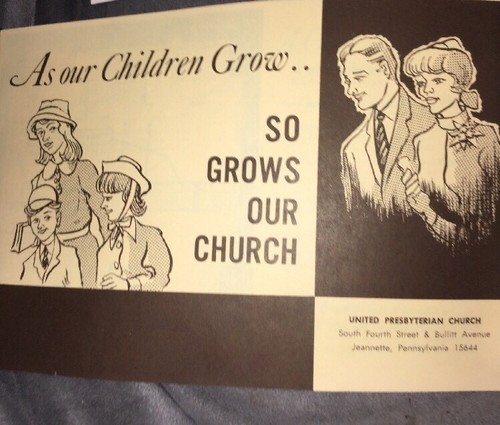 As our Children Grow..
SO
GROWS
OUR
CHURCH
UNITED PRESBYTERIAN CHURCH
South Fourth Street & Bullitt Avenue
Jeannette, Pennsylvania 15644